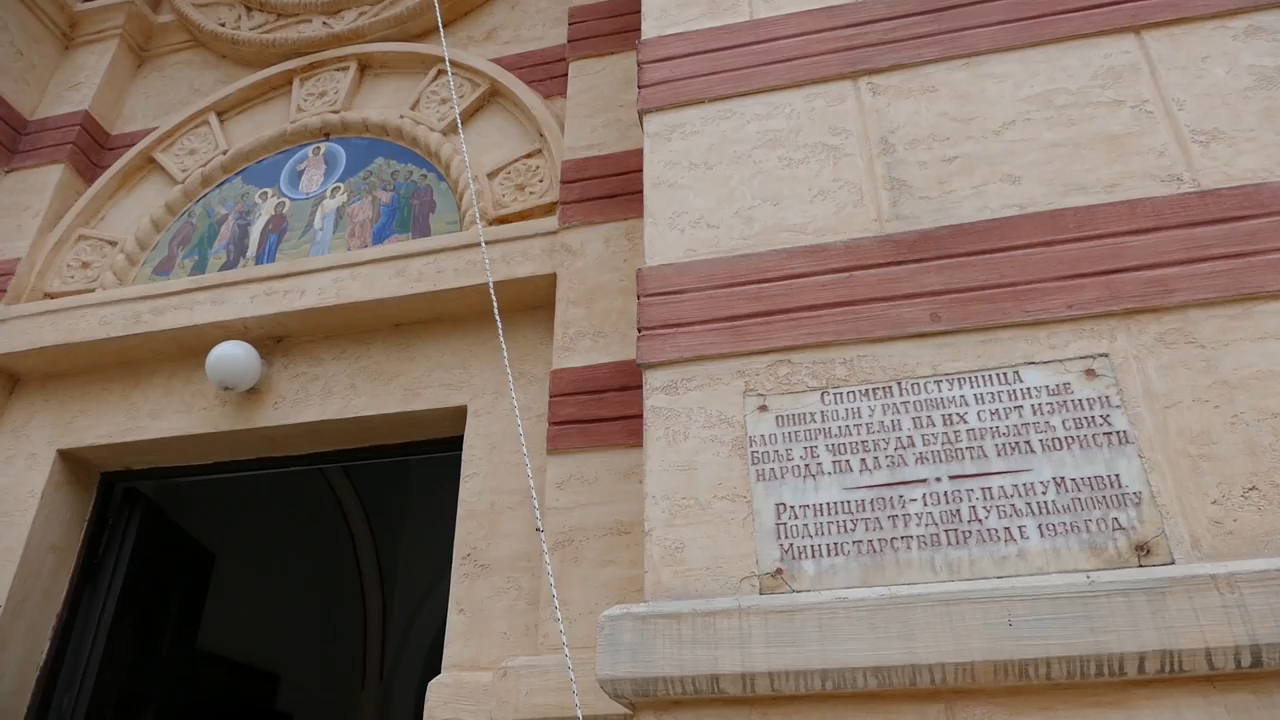 СПОМЕН КОСТУРНИЦА
ОНИХ КОЈИ У РАТОВИМА ИЗГИНУШЕ
КАО НЕПРИЈАТЕЉИ, ПА ИХ СМРТ ИЗМИРИ.
БОЉЕ ЈЕ ЧОВЕКУ ДА БУДЕ ПРИЈАТЕЉ СВИХ
НАРОДА, ПА ДА ЗА ЖИВОТА ИМА КОРИСТИ.
РАТНИЦИ 1914-1918 Г. ПАЛИ У МАЧВИ.
ПОДИГНУТА ТРУДОМ ДУБЉАНА И ПОМОЋУ
МИНИСТАРСТВА ПРАВДЕ 1936 ГОД.